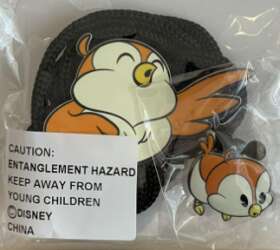 CAUTION:
ENTANGLEMENT HAZARD
KEEP AWAY FROM
YOUNG CHILDREN
©DISNEY
CHINA